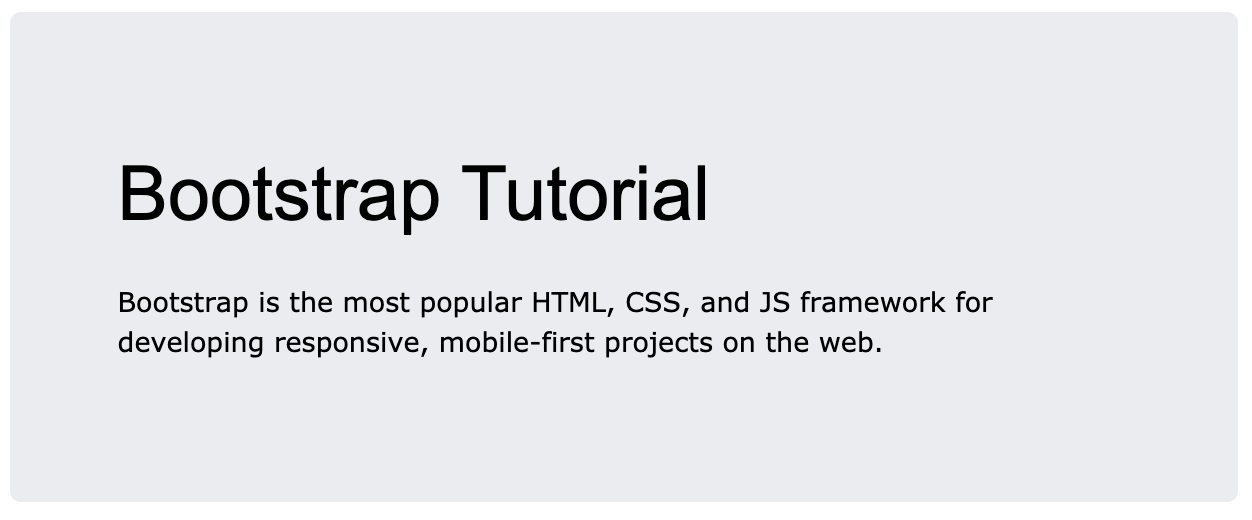 Bootstrap Tutorial
Bootstrap is the most popular HTML, CSS, and JS framework for
developing responsive, mobile-first projects on the web.